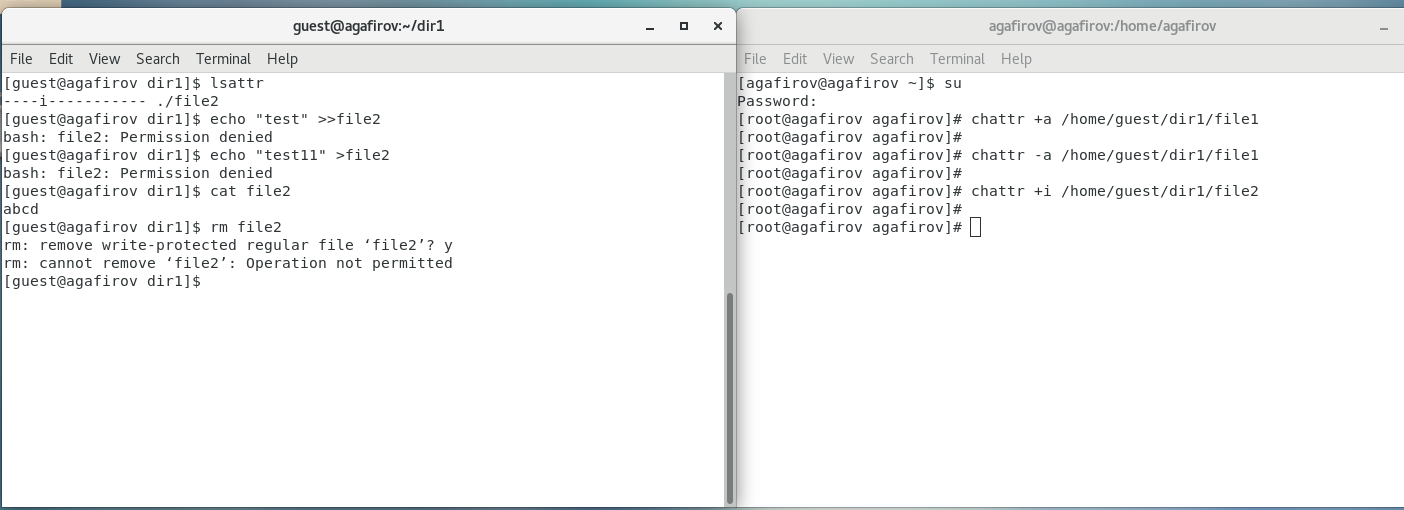 guest@agafirov:~/dir1
File Edit View Search Terminal Help
[guest@agafirov dir1]$ lsattr
----i----------- ./file2
[guest@agafirov dir1]$ echo "test" >>file2
bash: file2: Permission denied
[guest@agafirov dir1]$ echo "test11" >file2
bash: file2: Permission denied
[guest@agafirov dir1]$ cat file2
abcd
[guest@agafirov dir1]$ rm file2
rm: remove write-protected regular file ‘file2’? y
rm: cannot remove ‘file2’: Operation not permitted
[guest@agafirov dir1]$
agafirov@agafirov:/home/agafirov
File Edit View Search Terminal Help
[agafirov@agafirov ~]$ su
Password:
[root@agafirov agafirov]# chattr +a /home/guest/dir1/file1
[root@agafirov agafirov]#
[root@agafirov agafirov]# chattr -a /home/guest/dir1/file1
[root@agafirov agafirov]#
[root@agafirov agafirov]# chattr +i /home/guest/dir1/file2
[root@agafirov agafirov]#
[root@agafirov agafirov]#